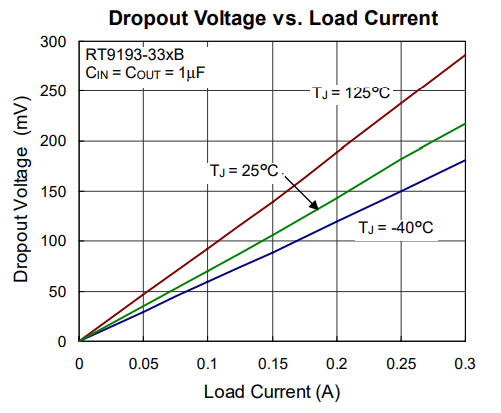 Dropout Voltage vs. Load Current
300
RT9193-33xB
CIN = COUT = 1μF
250
TJ = 125°C
200
TJ = 25°C
150
TJ = -40°C
100
50
0
Dropout Voltage (mV)
0 0.05 0.1 0.15 0.2 0.25 0.3
Load Current (A)